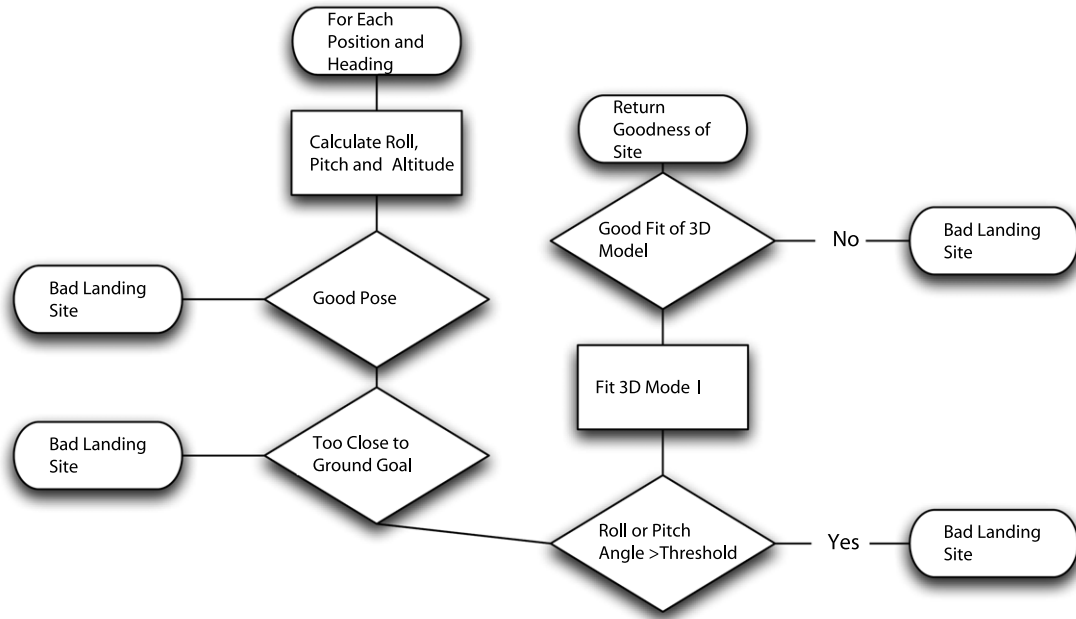 For Each
Position and
Heading
Calculate Roll,
Pitch and Altitude
Good Pose
Bad Landing
Site
Too Close to
Ground Goal
Bad Landing
Site
Return
Goodness of
Site
Good Fit of 3D
Model
No
Bad Landing
Site
Fit 3D Mode l
Roll or Pitch
Angle >Threshold
Yes
Bad Landing
Site